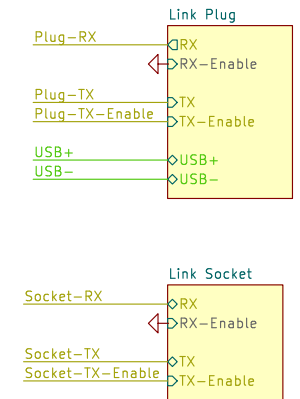 Link Plug
Plug-RX RX
RX-Enable
Plug-TX TX
Plug-TX-Enable TX-Enable
USB+ USB+
USB- USB-
Link Socket
Socket-RX RX
RX-Enable
Socket-TX TX
Socket-TX-Enable TX-Enable